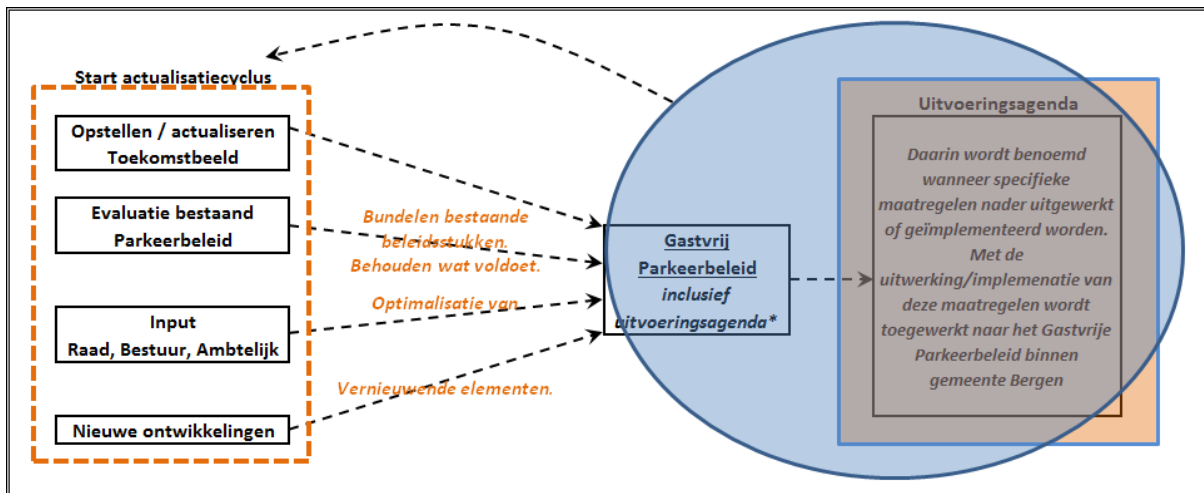 Start actualisatiecyclus
Opstellen / actualiseren
Toekomstbeeld
Evaluatie bestaand
Parkeerbeleid
Input
Raad, Bestuur, Ambtelijk
Nieuwe ontwikkelingen
Bundelen bestaande
beleidsstukken.
Behouden wat voldoet.
Optimalisatie van
Vernieuwende elementen.
Gastvrij
Parkeerbeleid
inclusief
uitvoeringsagenda*
Uitvoeringsagenda
Daarin wordt benoemd
wanneer specifieke
maatregelen nader uitgewerkt
of geïmplementeerd worden.
Met de
uitwerking/implemenatie van
deze maatregelen wordt
toegewerkt naar het Gastvrije
Parkeerbeleid binnen
gemeente Bergen